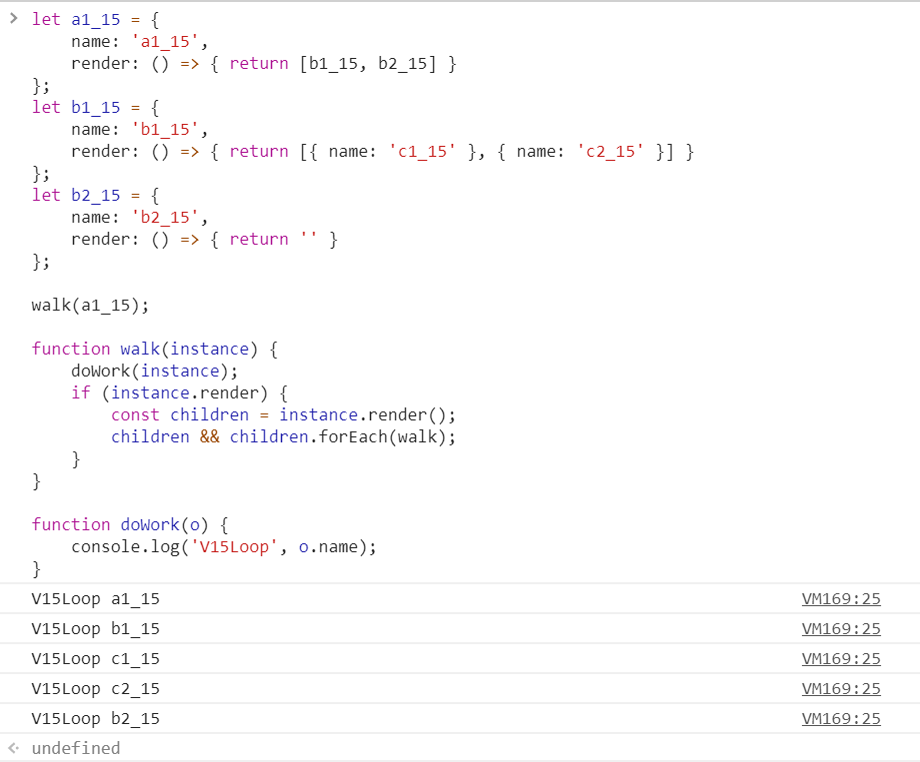 let a1_15 = {
    name: 'a1_15',
    render: () => { return [b1_15, b2_15] }
};
let b1_15 = {
    name: 'b1_15',
    render: () => { return [{ name: 'c1_15' }, { name: 'c2_15' }] }
};
let b2_15 = {
    name: 'b2_15',
    render: () => { return '' }
};

walk(a1_15);

function walk(instance) {
    doWork(instance);
    if (instance.render) {
        const children = instance.render();
        children && children.forEach(walk);
    }
}

function doWork(o) {
    console.log('V15Loop', o.name);
}
V15Loop a1_15 VM169:25
V15Loop b1_15 VM169:25
V15Loop c1_15 VM169:25
V15Loop c2_15 VM169:25
V15Loop b2_15 VM169:25
undefined